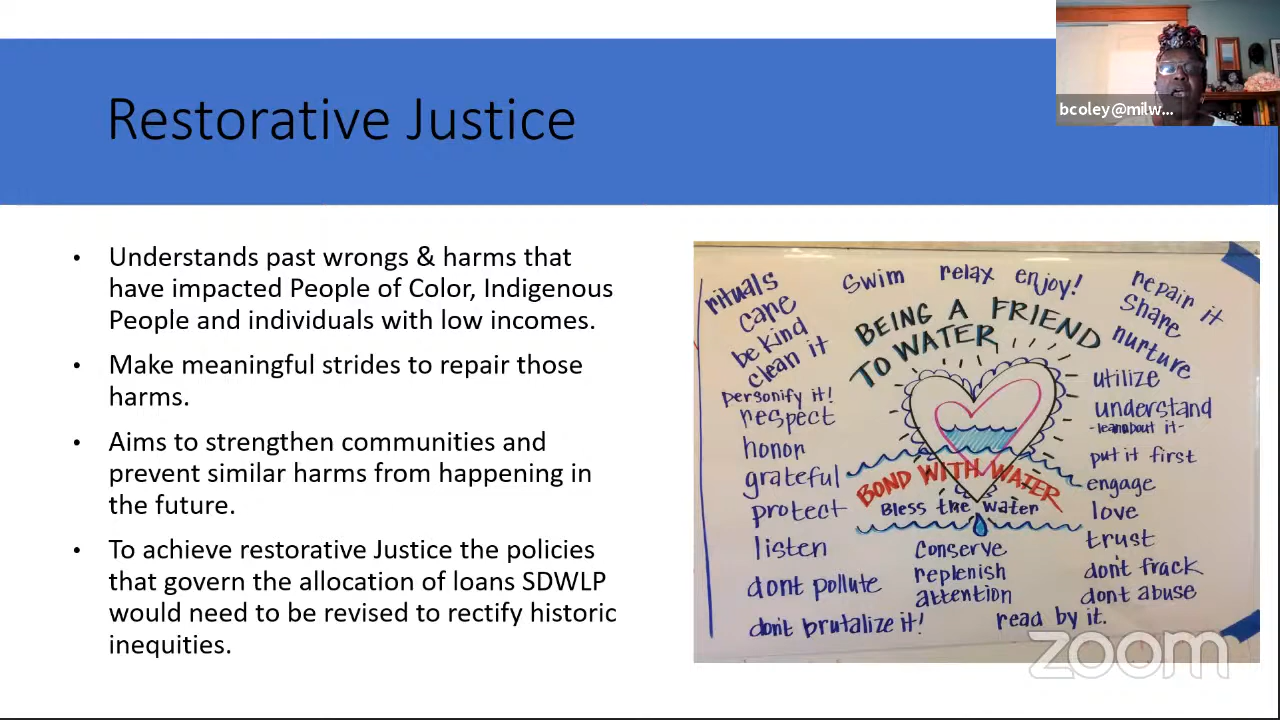 Restorative Justice
bcoley@milw...
• Understands past wrongs & harms that
have impacted People of Color, Indigenous
People and individuals with low incomes.
• Make meaningful strides to repair those
harms.
• Aims to strengthen communities and
prevent similar harms from happening in
the future.
• To achieve restorative Justice the policies
that govern the allocation of loans SDWLP
would need to be revised to rectify historic
inequities.
rituals
care
be kind
clean it
personify it!
respect
honor
grateful
protect
listen
dont pollute
don't brutalize it!
Swim relax enjoy!
BEING A FRIEND
TO WATER
BOND WITH WATER
Bless the water
Conserve
replenish
attention
read by it.
repair it
Share
nurture
utilize
understand
-learn about it-
put it first
engage
love
trust
don't frack
dont abuse
zoom